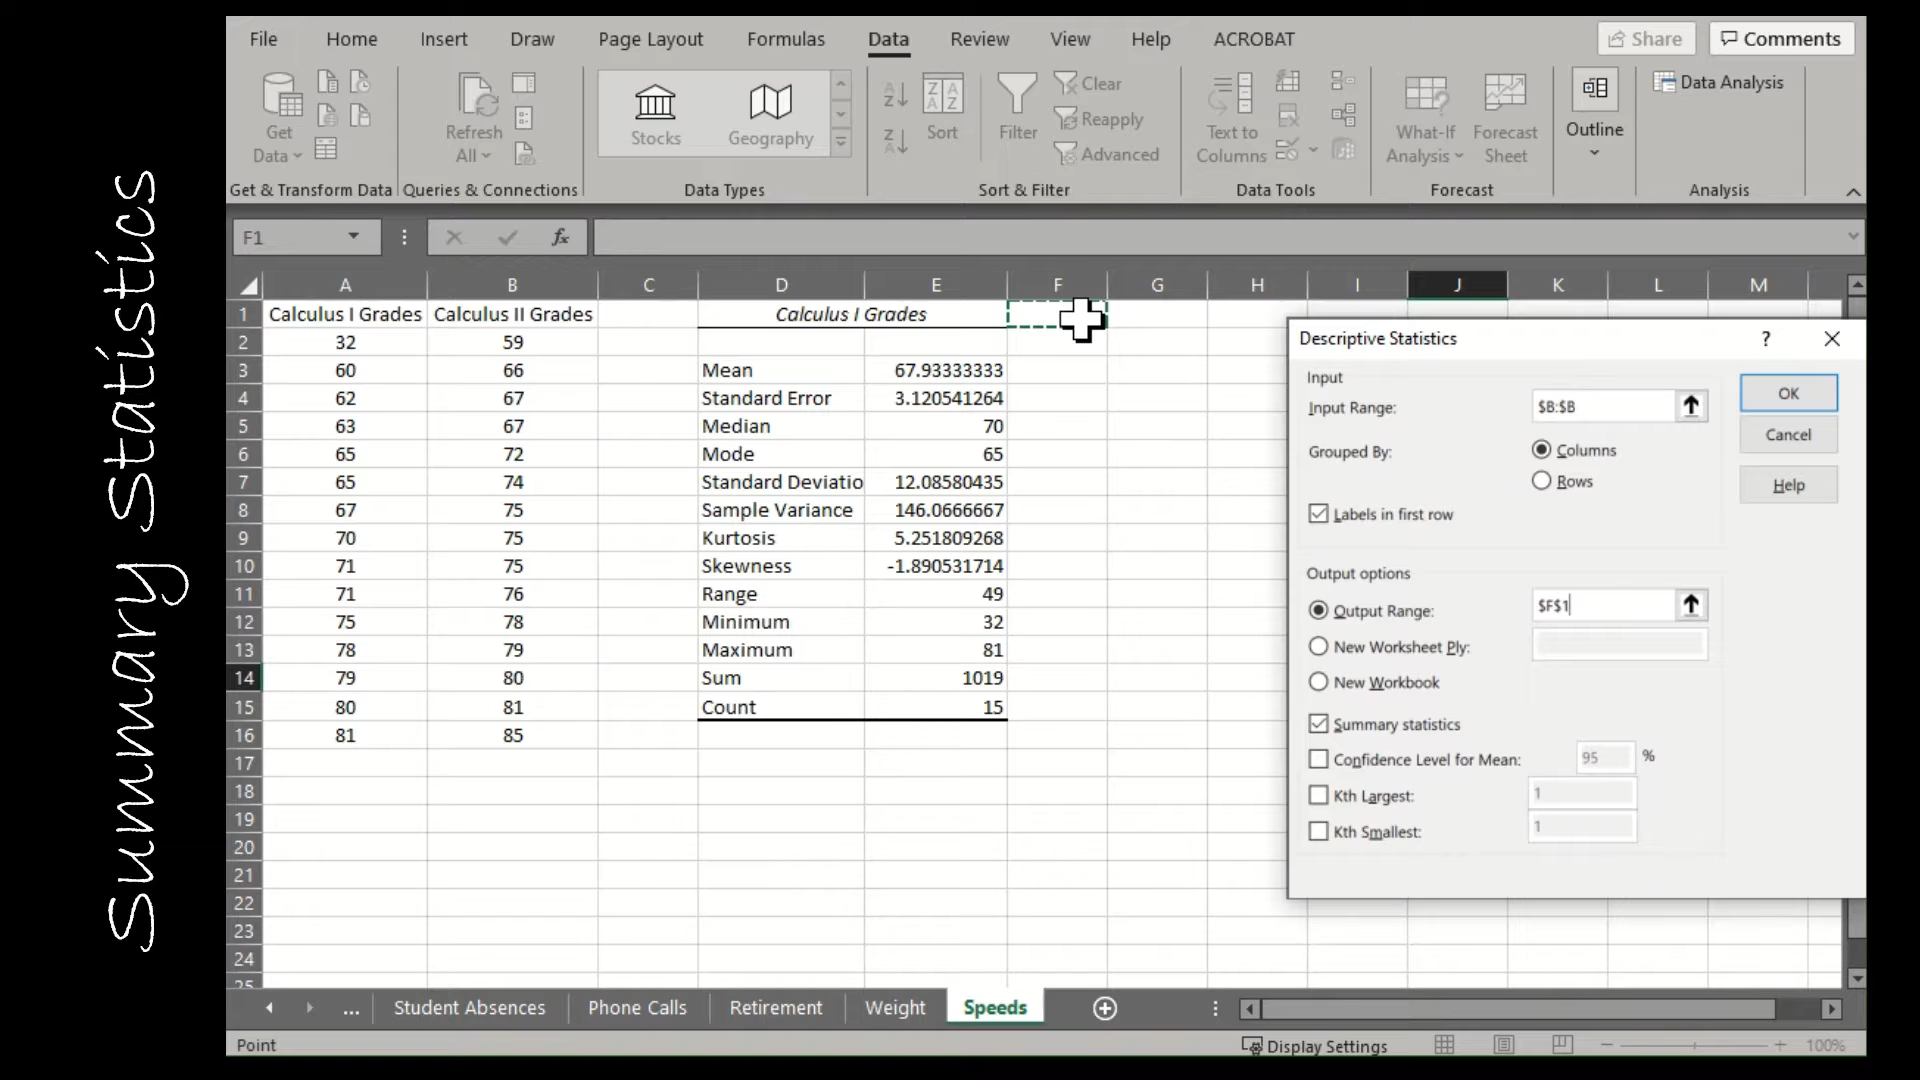 Summary Statistics
File Home Insert Draw Page Layout Formulas Data Review View Help ACROBAT Share Comments
Get Data Refresh All Stocks Geography Sort Filter Clear Reapply Advanced Text to Columns What-If Analysis Forecast Sheet Outline Data Analysis
Get & Transform Data Queries & Connections Data Types Sort & Filter Data Tools Forecast Analysis
F1 fx
A B C D E F G H I J K L M
1 Calculus I Grades Calculus II Grades Calculus I Grades
2 32 59
3 60 66 Mean 67.93333333
4 62 67 Standard Error 3.120541264
5 63 67 Median 70
6 65 72 Mode 65
7 65 74 Standard Deviatio 12.08580435
8 67 75 Sample Variance 146.0666667
9 70 75 Kurtosis 5.251809268
10 71 75 Skewness -1.890531714
11 71 76 Range 49
12 75 78 Minimum 32
13 78 79 Maximum 81
14 79 80 Sum 1019
15 80 81 Count 15
16 81 85
17
18
19
20
21
22
23
24
25
Descriptive Statistics ?
Input
Input Range: $B:$B OK
Cancel
Grouped By: Columns
Rows Help
Labels in first row
Output options
Output Range: $F$1
New Worksheet Ply:
New Workbook
Summary statistics
Confidence Level for Mean: 95 %
Kth Largest: 1
Kth Smallest: 1
... Student Absences Phone Calls Retirement Weight Speeds
Point Display Settings 100%